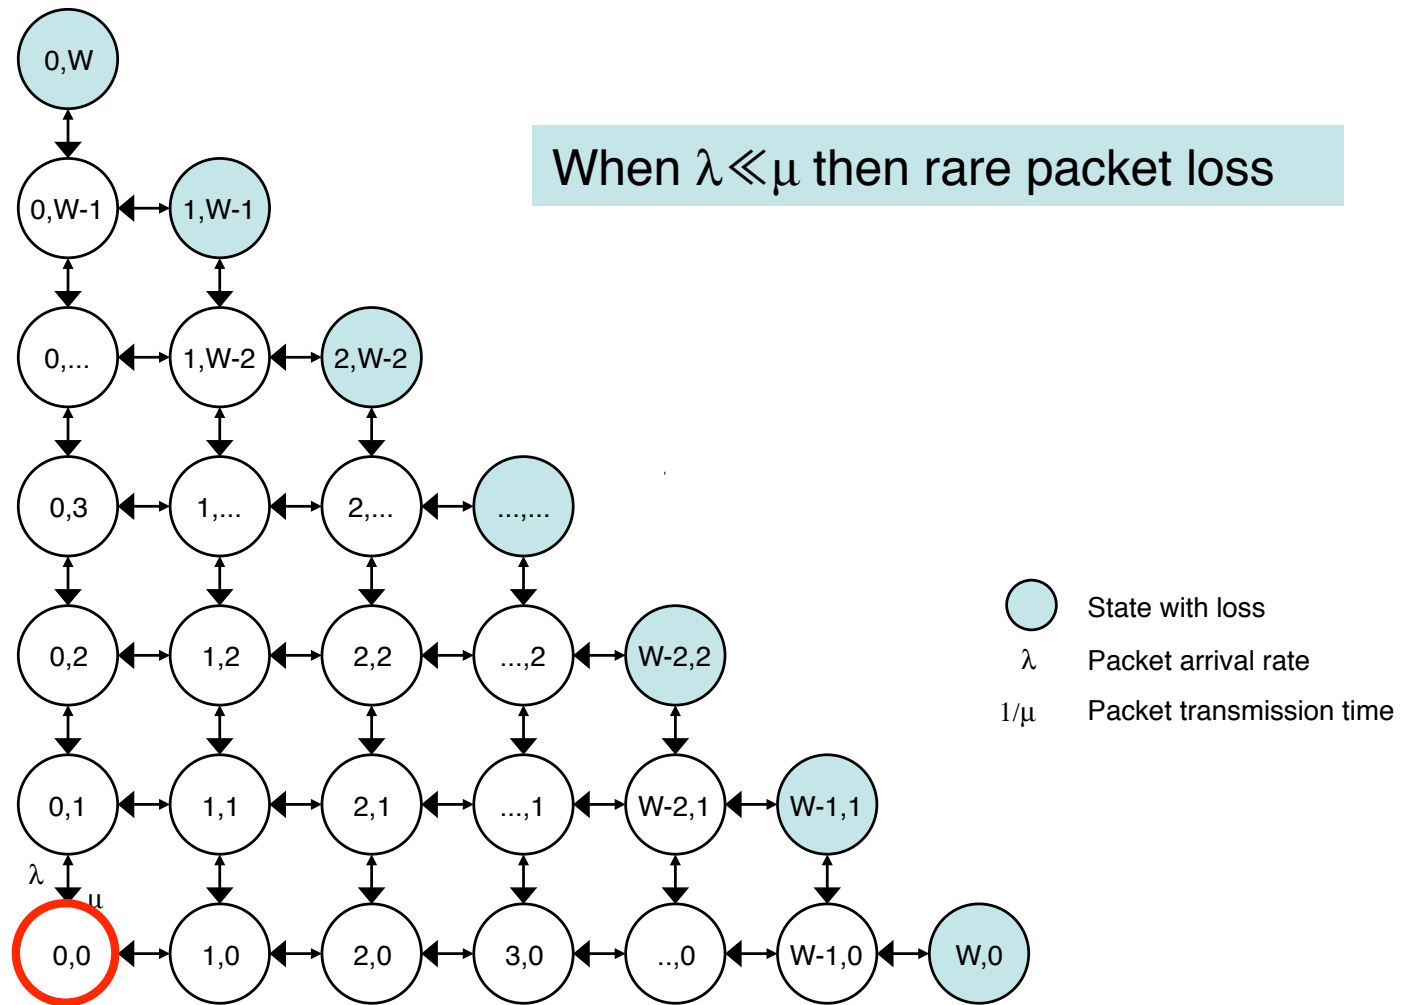 0,W
When λ≪μ then rare packet loss
0,W-1 1,W-1
0,... 1,W-2 2,W-2
0,3 1,... 2,... ...,...
State with loss
0,2 1,2 2,2 ...,2 W-2,2
λ Packet arrival rate
1/μ Packet transmission time
0,1 1,1 2,1 ...,1 W-2,1 W-1,1
λ
μ
0,0 1,0 2,0 3,0 ..,0 W-1,0 W,0